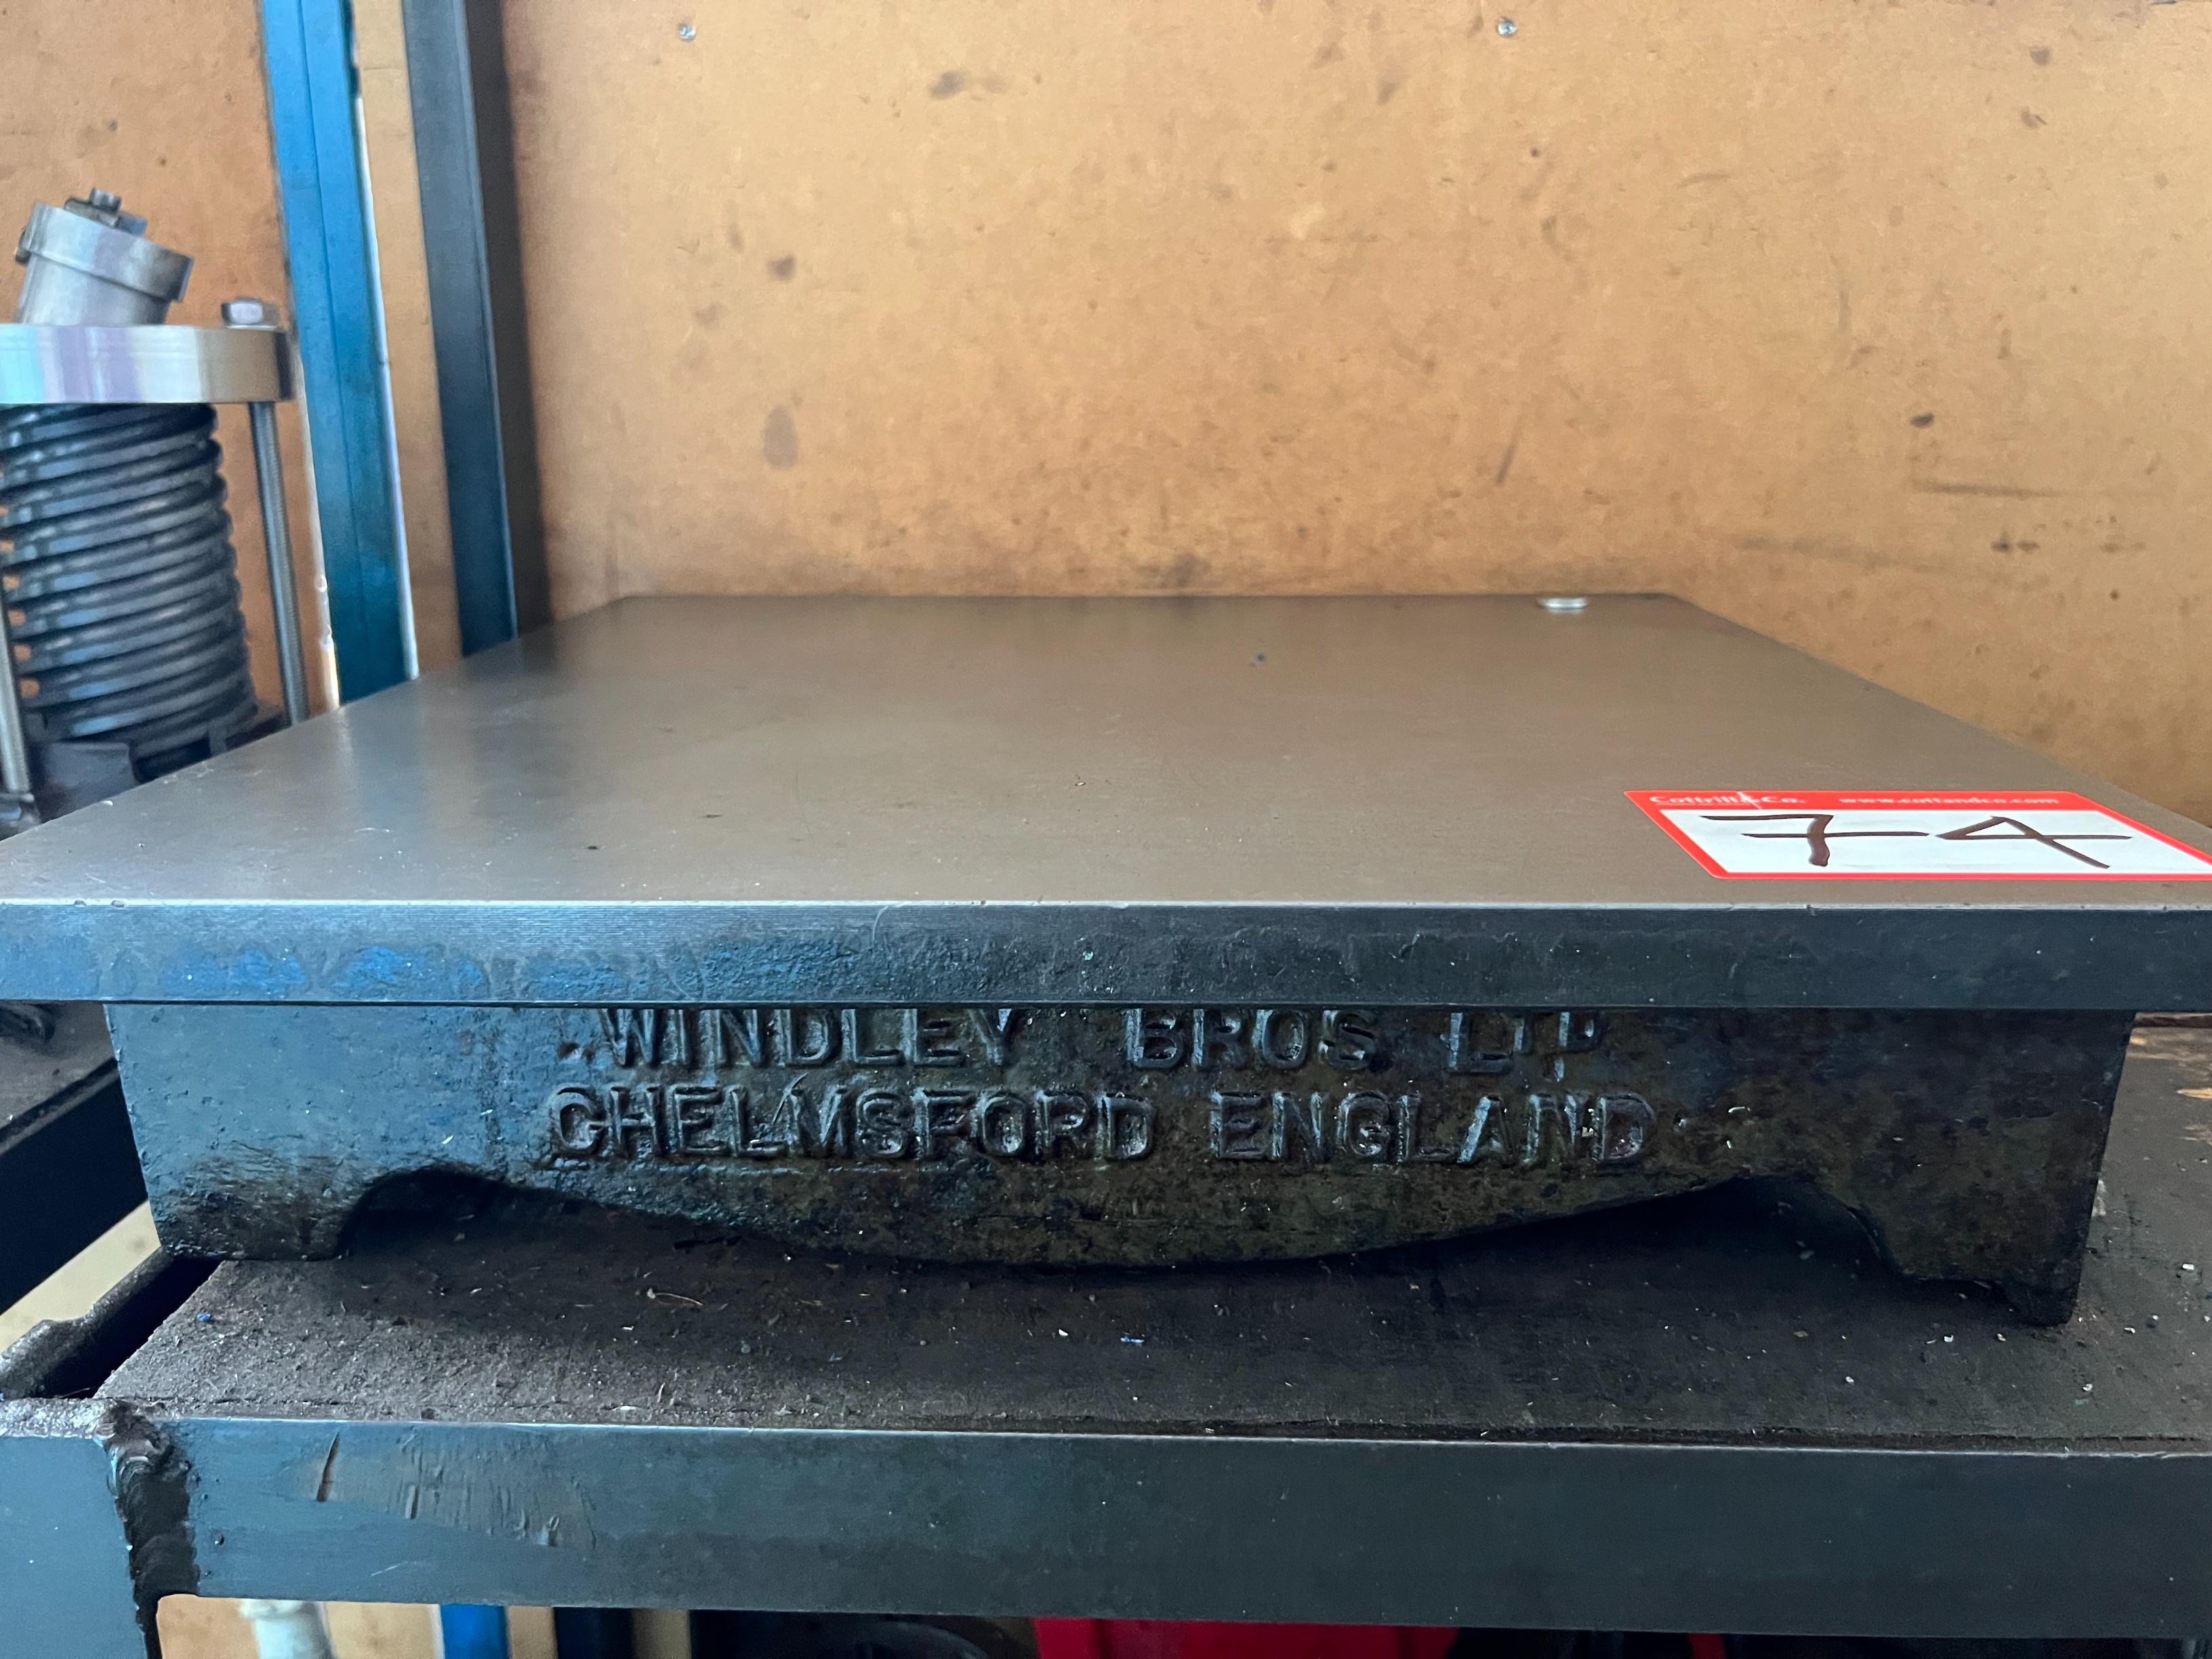 Cottrill & Co. www.cottandco.com
74
WINDLEY BROS LTD
CHELMSFORD ENGLAND